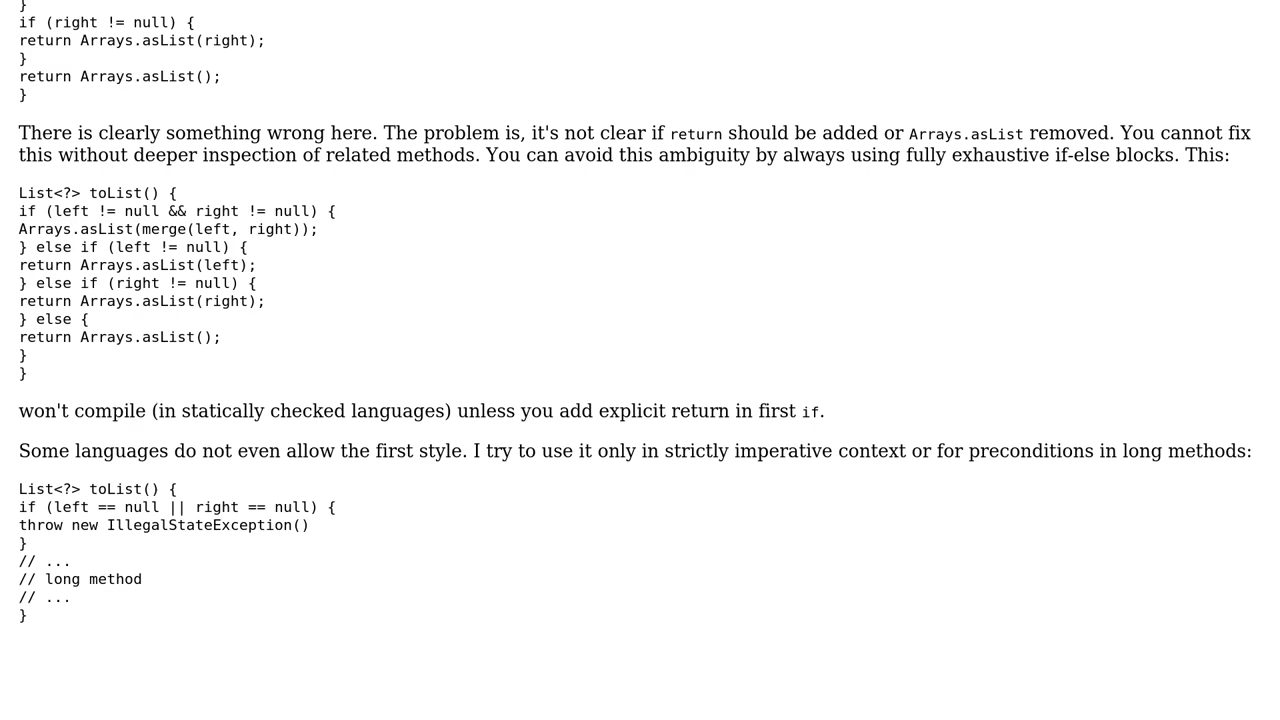 }
if (right != null) {
return Arrays.asList(right);
}
return Arrays.asList();
}
There is clearly something wrong here. The problem is, it's not clear if return should be added or Arrays.asList removed. You cannot fix
this without deeper inspection of related methods. You can avoid this ambiguity by always using fully exhaustive if-else blocks. This:
List<?> toList() {
if (left != null && right != null) {
Arrays.asList(merge(left, right));
} else if (left != null) {
return Arrays.asList(left);
} else if (right != null) {
return Arrays.asList(right);
} else {
return Arrays.asList();
}
}
won't compile (in statically checked languages) unless you add explicit return in first if.
Some languages do not even allow the first style. I try to use it only in strictly imperative context or for preconditions in long methods:
List<?> toList() {
if (left == null || right == null) {
throw new IllegalStateException()
}
// ...
// long method
// ...
}